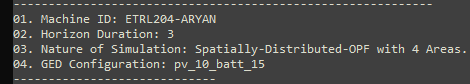 ------------------------------------------------------
01. Machine ID: ETRL204-ARYAN
02. Horizon Duration: 3
03. Nature of Simulation: Spatially-Distributed-OPF with 4 Areas.
04. GED Configuration: pv_10_batt_15
--------------------------